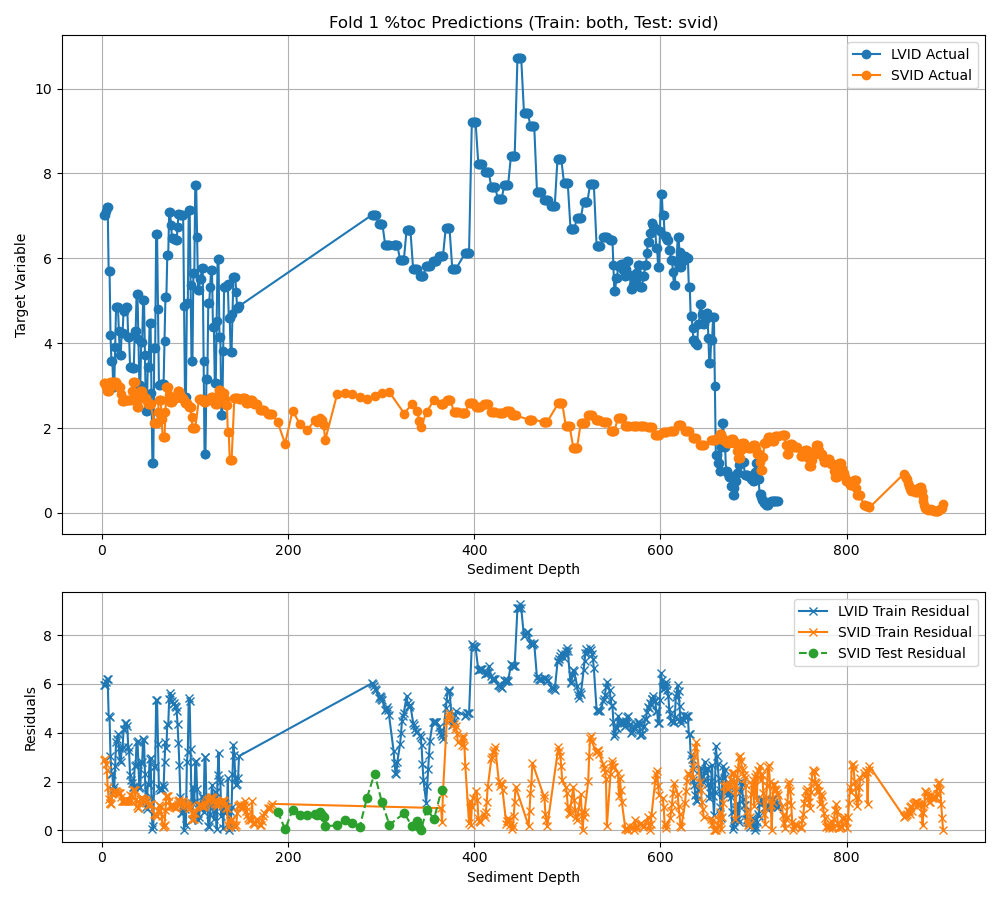 Fold 1 %toc Predictions (Train: both, Test: svid)
Target Variable
10
8
6
4
2
0
LVID Actual
SVID Actual
0 200 400 600 800
Sediment Depth
Residuals
8
6
4
2
0
LVID Train Residual
SVID Train Residual
SVID Test Residual
0 200 400 600 800
Sediment Depth